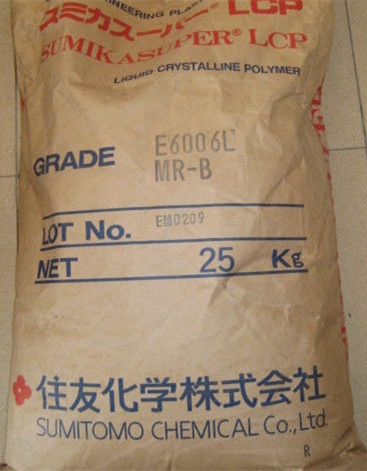 ENGINEERING PLAST
スミカスーパー® LCP
SUMIKASUPER® LCP
LIQUID CRYSTALLINE POLYMER
GRADE E6006L
MR-B
LOT No. EM0209
NET 25 Kg
住友化学株式会社
SUMITOMO CHEMICAL Co., Ltd.
R